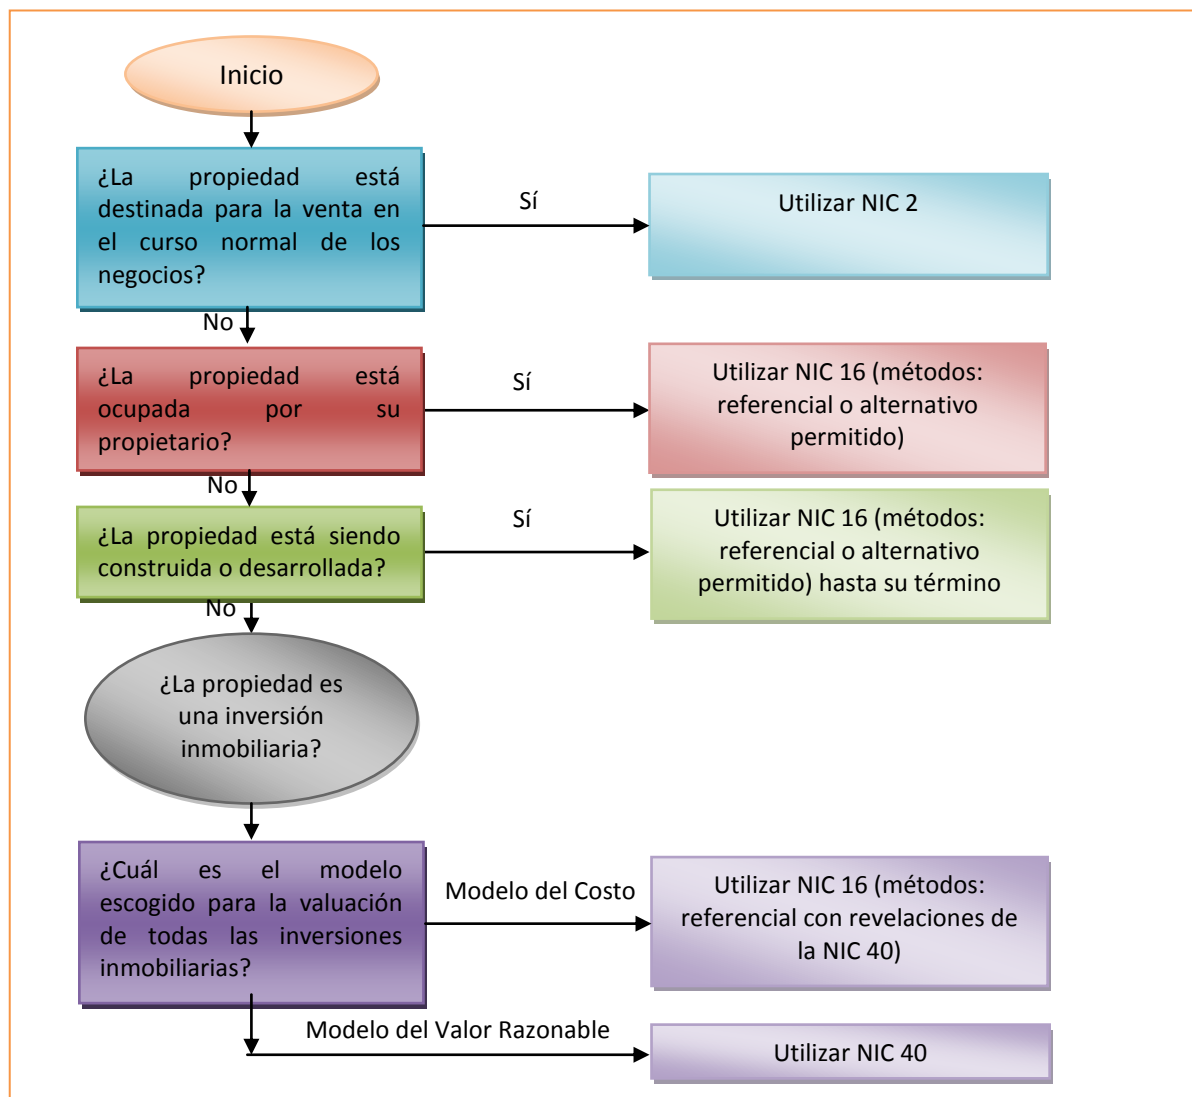 Inicio
¿La propiedad está
destinada para la venta en
el curso normal de los
negocios?
Sí
Utilizar NIC 2
No
¿La propiedad está
ocupada por su
propietario?
Sí
Utilizar NIC 16 (métodos:
referencial o alternativo
permitido)
No
¿La propiedad está siendo
construida o desarrollada?
Sí
Utilizar NIC 16 (métodos:
referencial o alternativo
permitido) hasta su término
No
¿La propiedad es
una inversión
inmobiliaria?
¿Cuál es el modelo
escogido para la valuación
de todas las inversiones
inmobiliarias?
Modelo del Costo
Utilizar NIC 16 (métodos:
referencial con revelaciones de
la NIC 40)
Modelo del Valor Razonable
Utilizar NIC 40